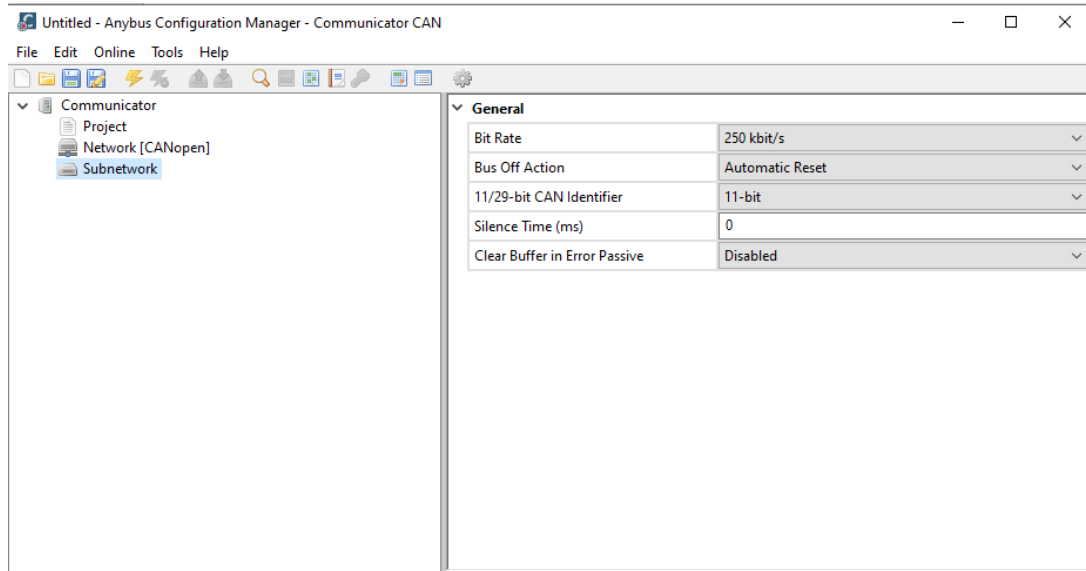 Untitled - Anybus Configuration Manager - Communicator CAN
File Edit Online Tools Help
Communicator
Project
Network [CANopen]
Subnetwork
General
Bit Rate 250 kbit/s
Bus Off Action Automatic Reset
11/29-bit CAN Identifier 11-bit
Silence Time (ms) 0
Clear Buffer in Error Passive Disabled